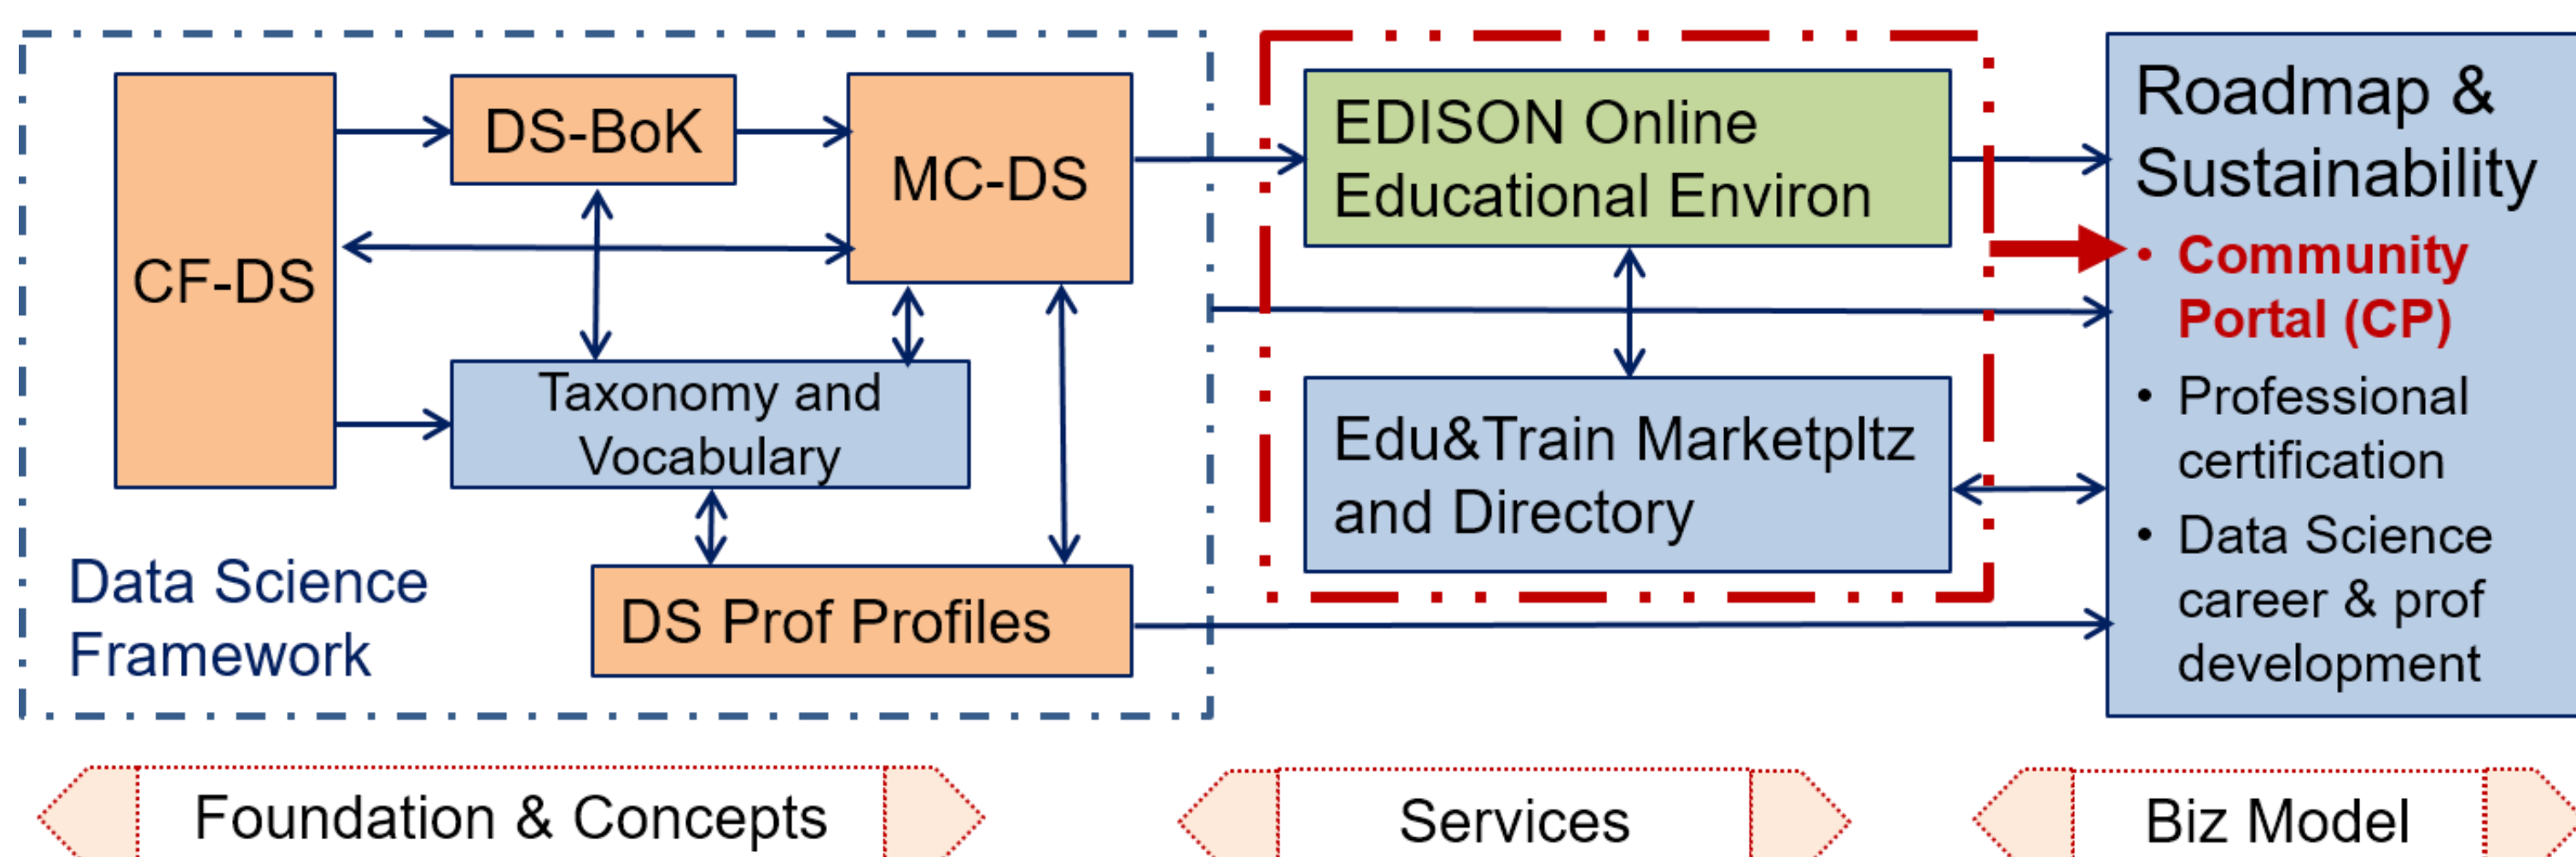 CF-DS
DS-BoK
MC-DS
Taxonomy and
Vocabulary
DS Prof Profiles
Data Science
Framework
EDISON Online
Educational Environ
Edu&Train Marketpltz
and Directory
Roadmap &
Sustainability
• Community
Portal (CP)
• Professional
certification
• Data Science
career & prof
development
Foundation & Concepts
Services
Biz Model